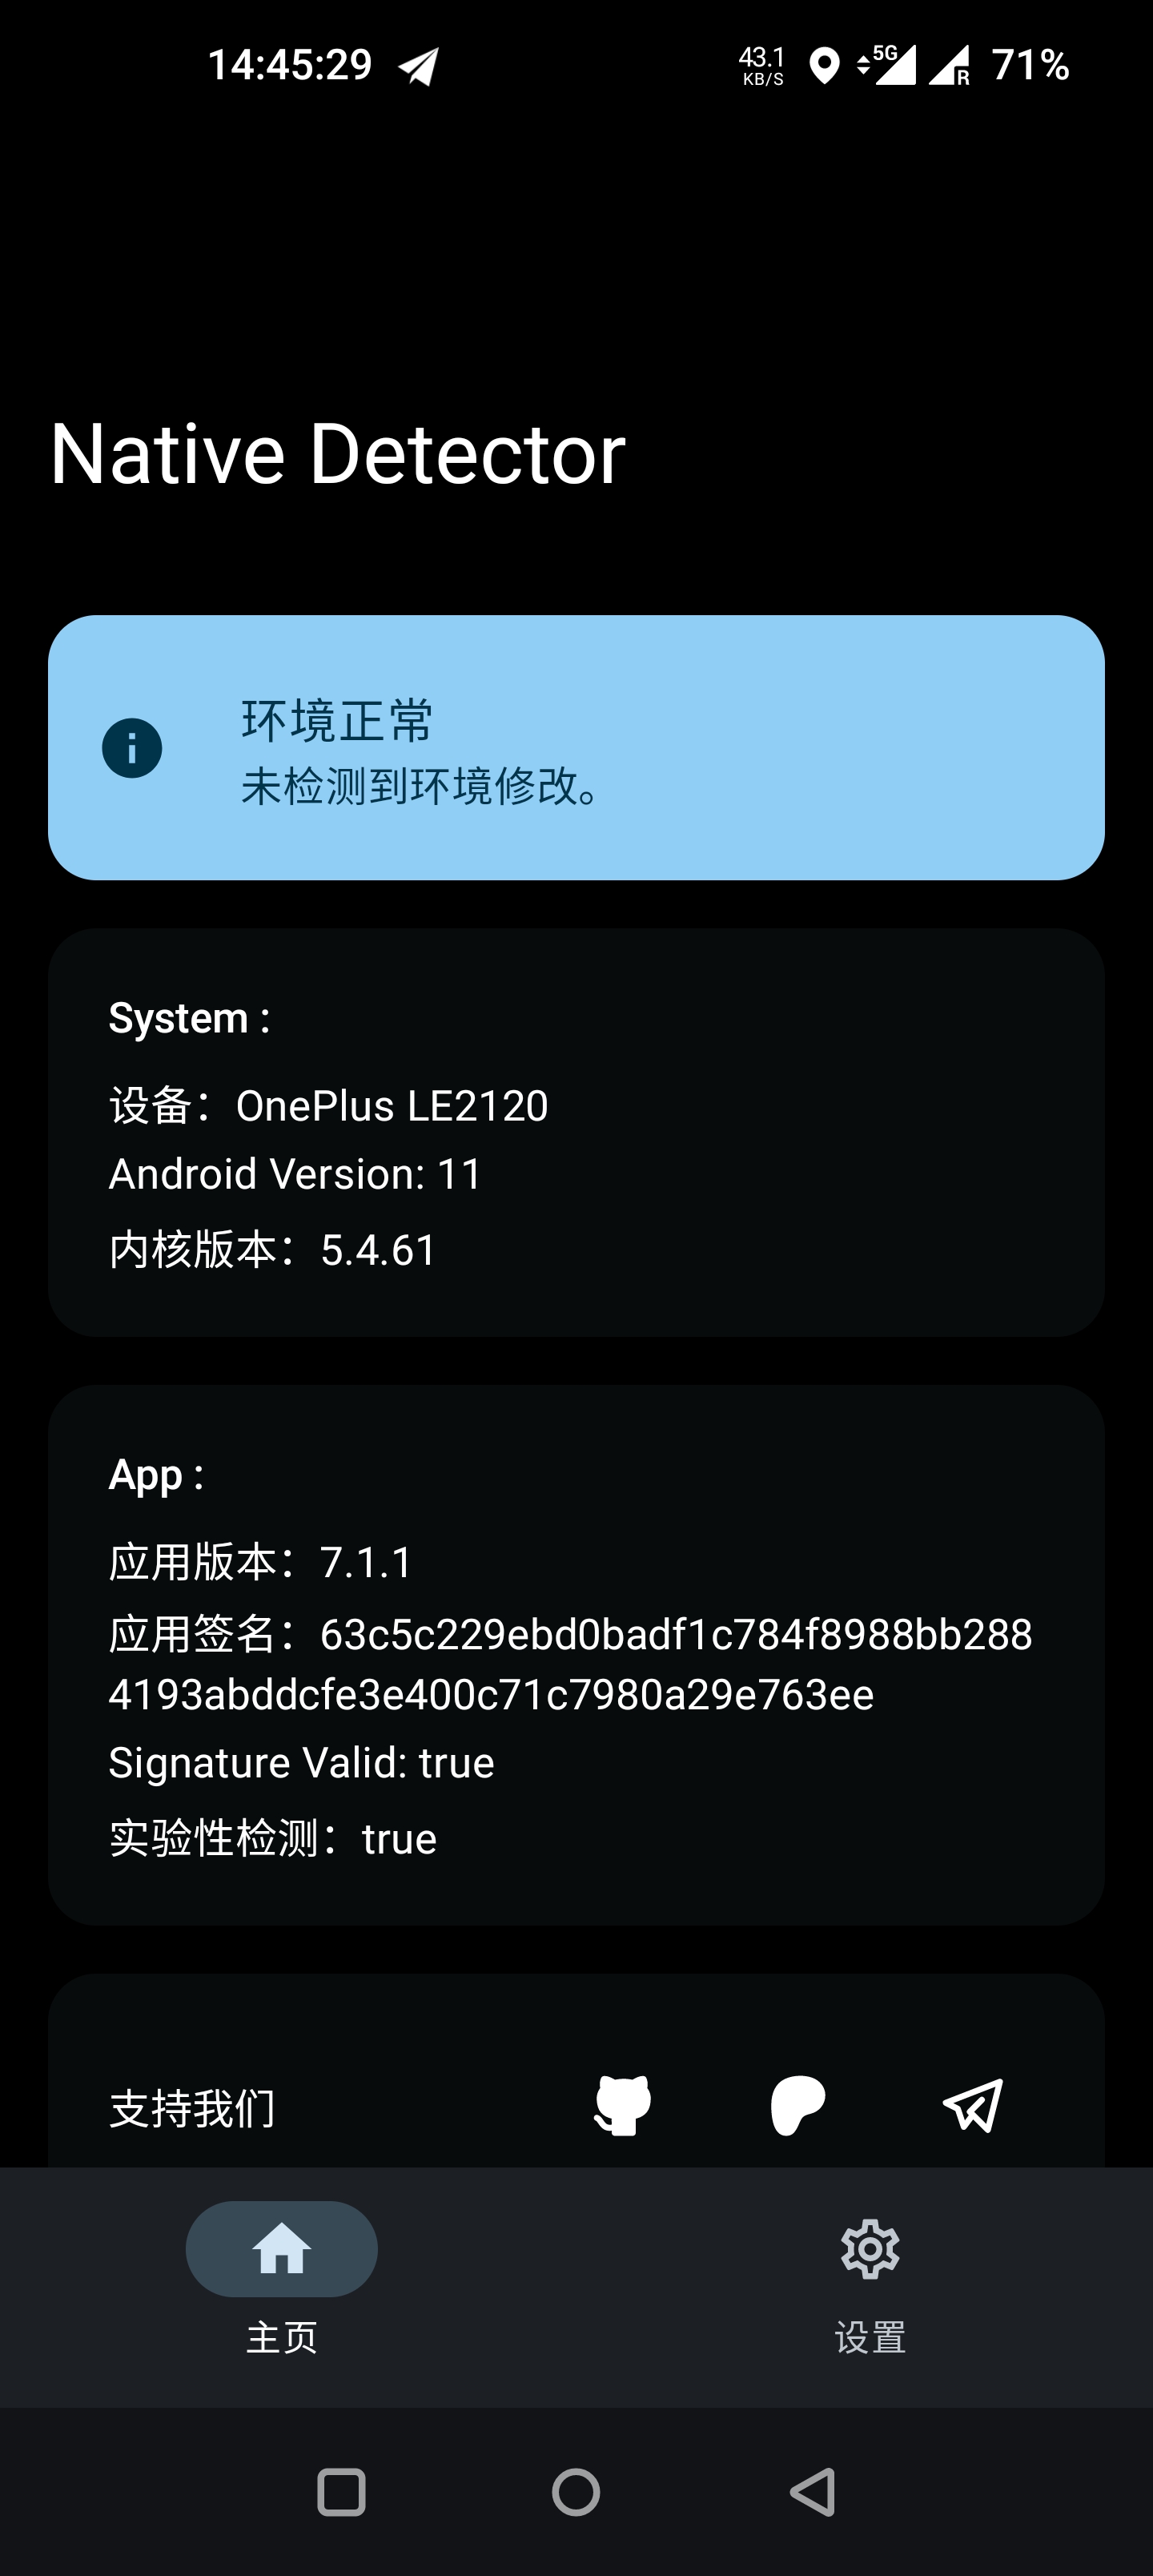 14:45:29 43.1 KB/S 5G R 71%
Native Detector
环境正常
未检测到环境修改。
System :
设备：OnePlus LE2120
Android Version: 11
内核版本：5.4.61
App :
应用版本：7.1.1
应用签名：63c5c229ebd0badf1c784f8988bb288
4193abddcfe3e400c71c7980a29e763ee
Signature Valid: true
实验性检测：true
支持我们
主页 设置